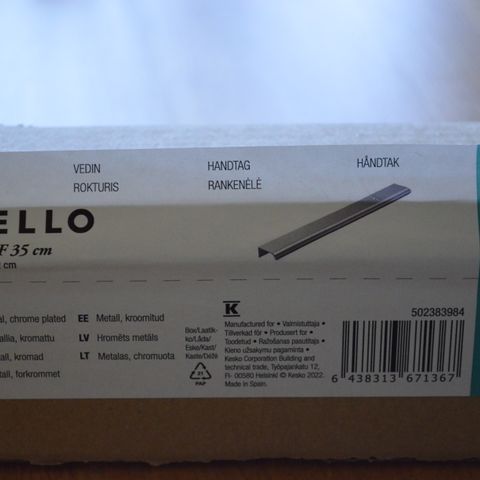 VEDIN HANDTAG HÅNDTAK
ROKTURIS RANKENĖLĖ
ELLO
F 35 cm
cm
al, chrome plated
allia, kromattu
all, kromad
tall, forkrommet
EE Metall, kroomitud
LV Hromēts metāls
LT Metalas, chromuota
Box/Laatik-
ko/Låda/
Eske/Kast/
Kaste/Dėžė
21
PAP
K
Manufactured for • Valmistuttaja •
Tillverkad för • Produsert for •
Toodetud • Ražošanas pasūtītājs •
Kieno užsakymu pagaminta •
Kesko Corporation Building and
technical trade, Työpajankatu 12,
FI- 00580 Helsinki © Kesko 2022.
Made in Spain.
502383984
6 438313 671367